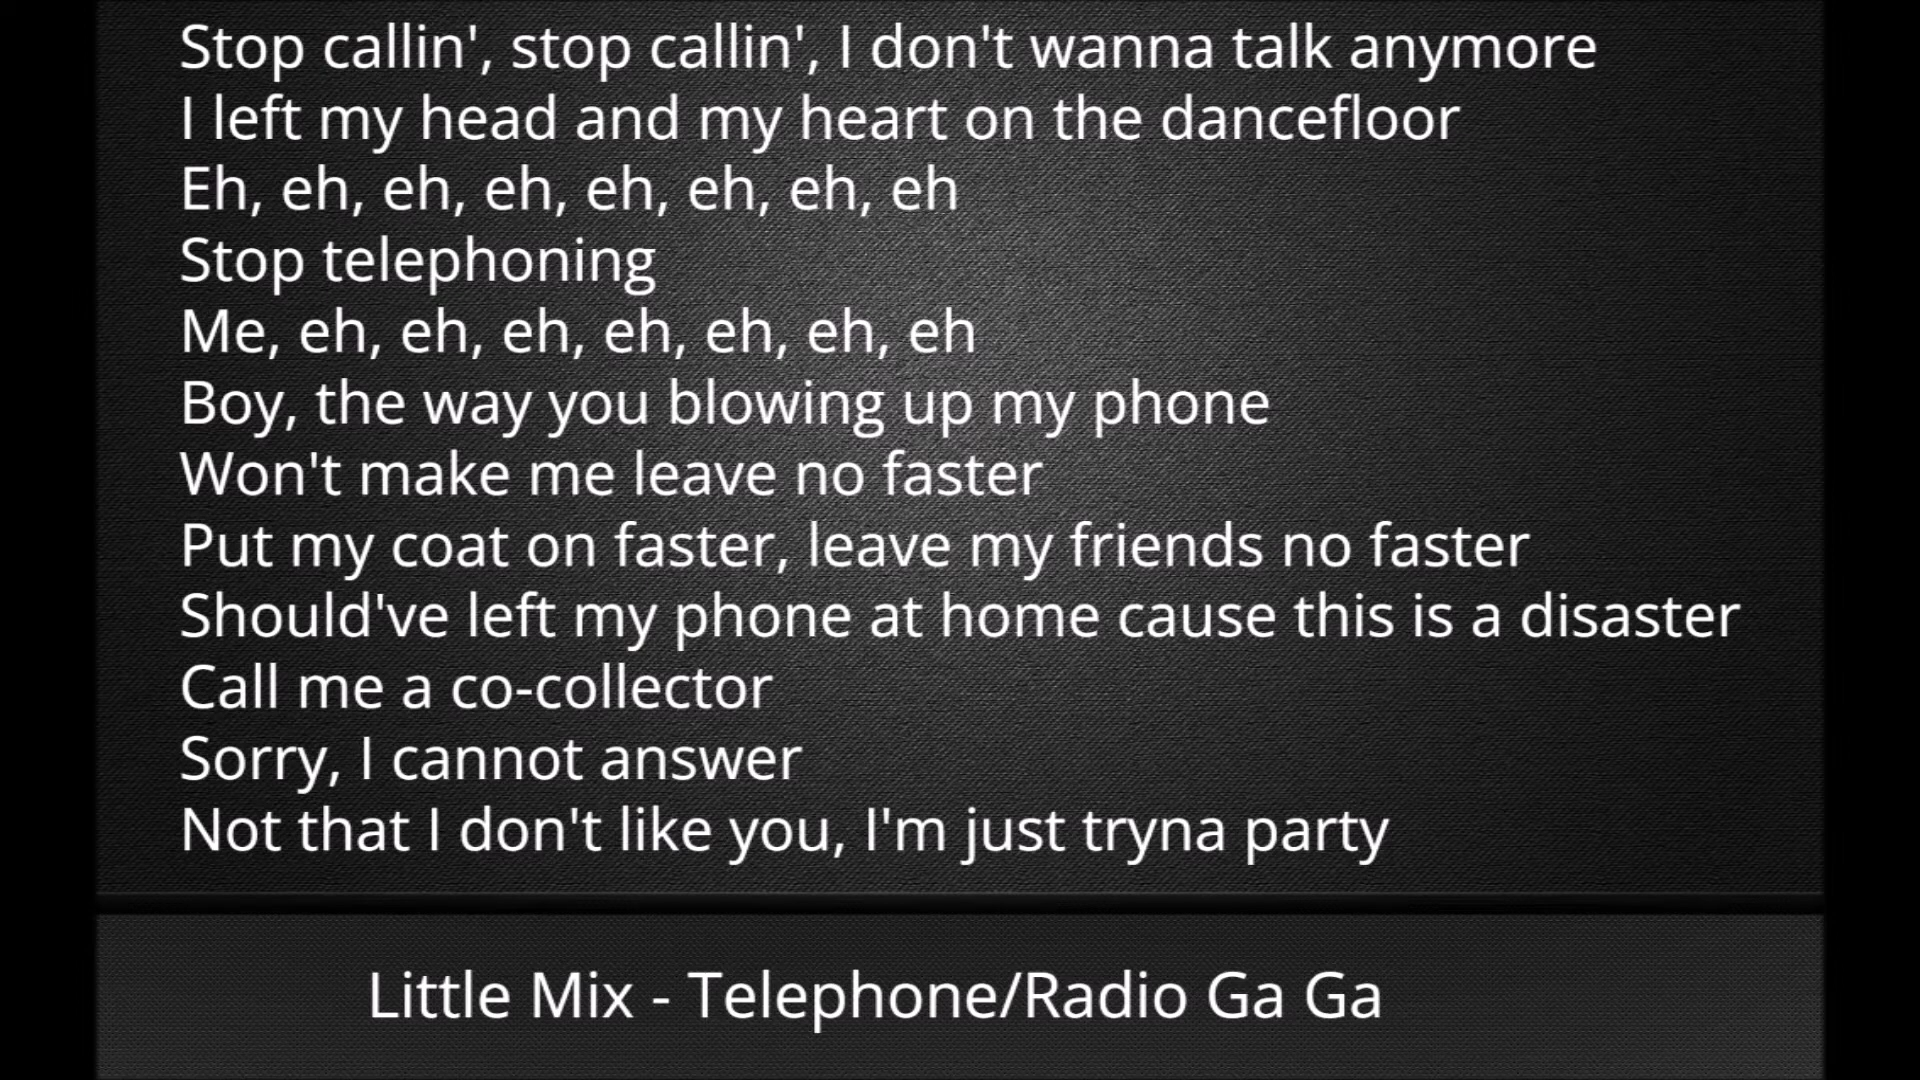 Stop callin', stop callin', I don't wanna talk anymore
I left my head and my heart on the dancefloor
Eh, eh, eh, eh, eh, eh, eh, eh
Stop telephoning
Me, eh, eh, eh, eh, eh, eh, eh
Boy, the way you blowing up my phone
Won't make me leave no faster
Put my coat on faster, leave my friends no faster
Should've left my phone at home cause this is a disaster
Call me a co-collector
Sorry, I cannot answer
Not that I don't like you, I'm just tryna party
Little Mix - Telephone/Radio Ga Ga